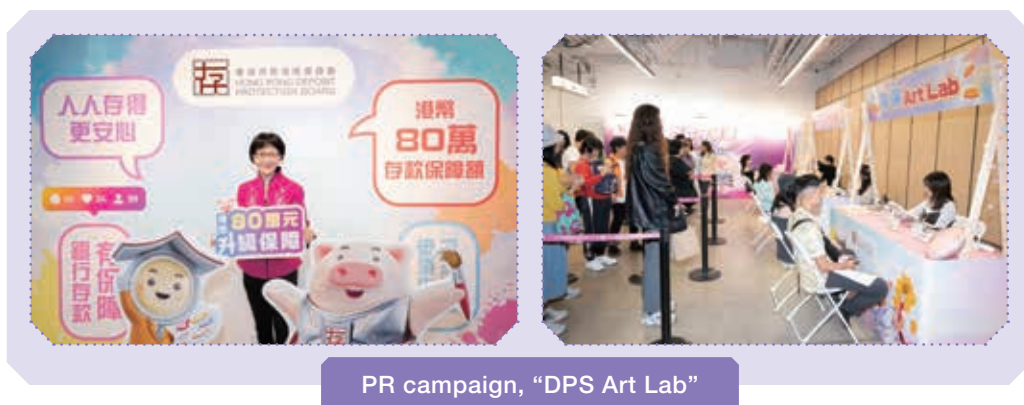 存
香港存款保障委員會
HONG KONG DEPOSIT
PROTECTION BOARD
人人存得
更安心
港幣
80萬
存款保障額
80萬元
升級保障
銀行存款
有保障
存
Art Lab
PR campaign, “DPS Art Lab”